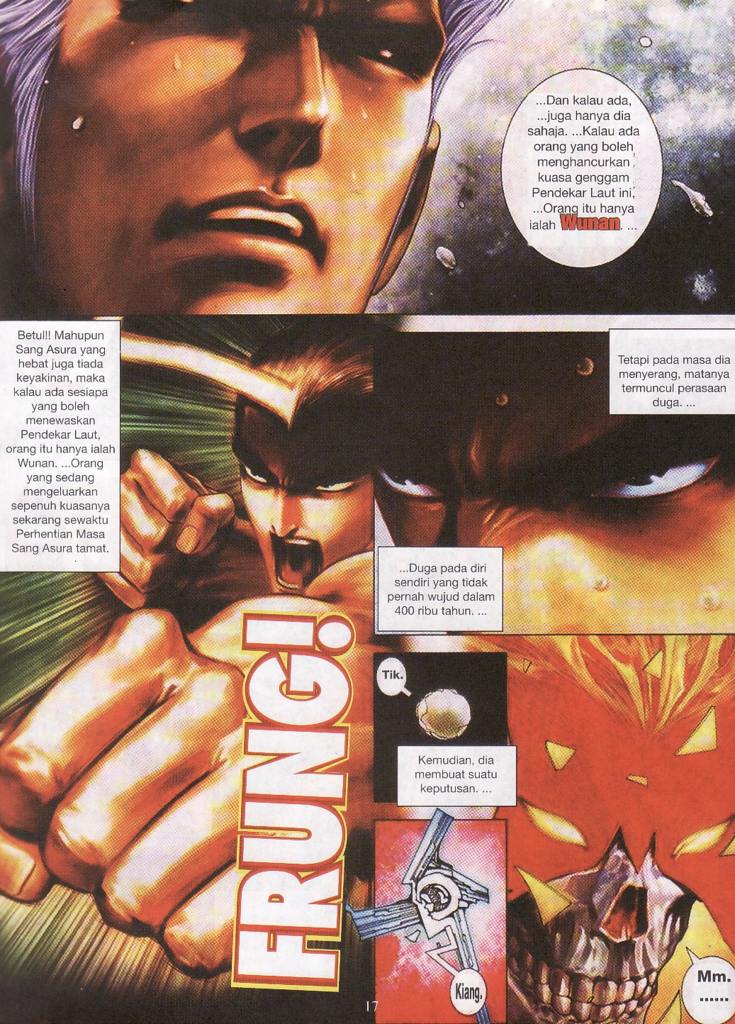 ...Dan kalau ada,
...juga hanya dia
sahaja. ...Kalau ada
orang yang boleh
menghancurkan
kuasa genggam
Pendekar Laut ini,
...Orang itu hanya
ialah Wunan. ...
Betul!! Mahupun
Sang Asura yang
hebat juga tiada
keyakinan, maka
kalau ada sesiapa
yang boleh
menewaskan
Pendekar Laut,
orang itu hanya ialah
Wunan. ...Orang
yang sedang
mengeluarkan
sepenuh kuasanya
sekarang sewaktu
Perhentian Masa
Sang Asura tamat.
Tetapi pada masa dia
menyerang, matanya
termuncul perasaan
duga. ...
...Duga pada diri
sendiri yang tidak
pernah wujud dalam
400 ribu tahun. ...
FRUNG!
Tik.
Kemudian, dia
membuat suatu
keputusan. ...
Kiang.
Mm.
......
17